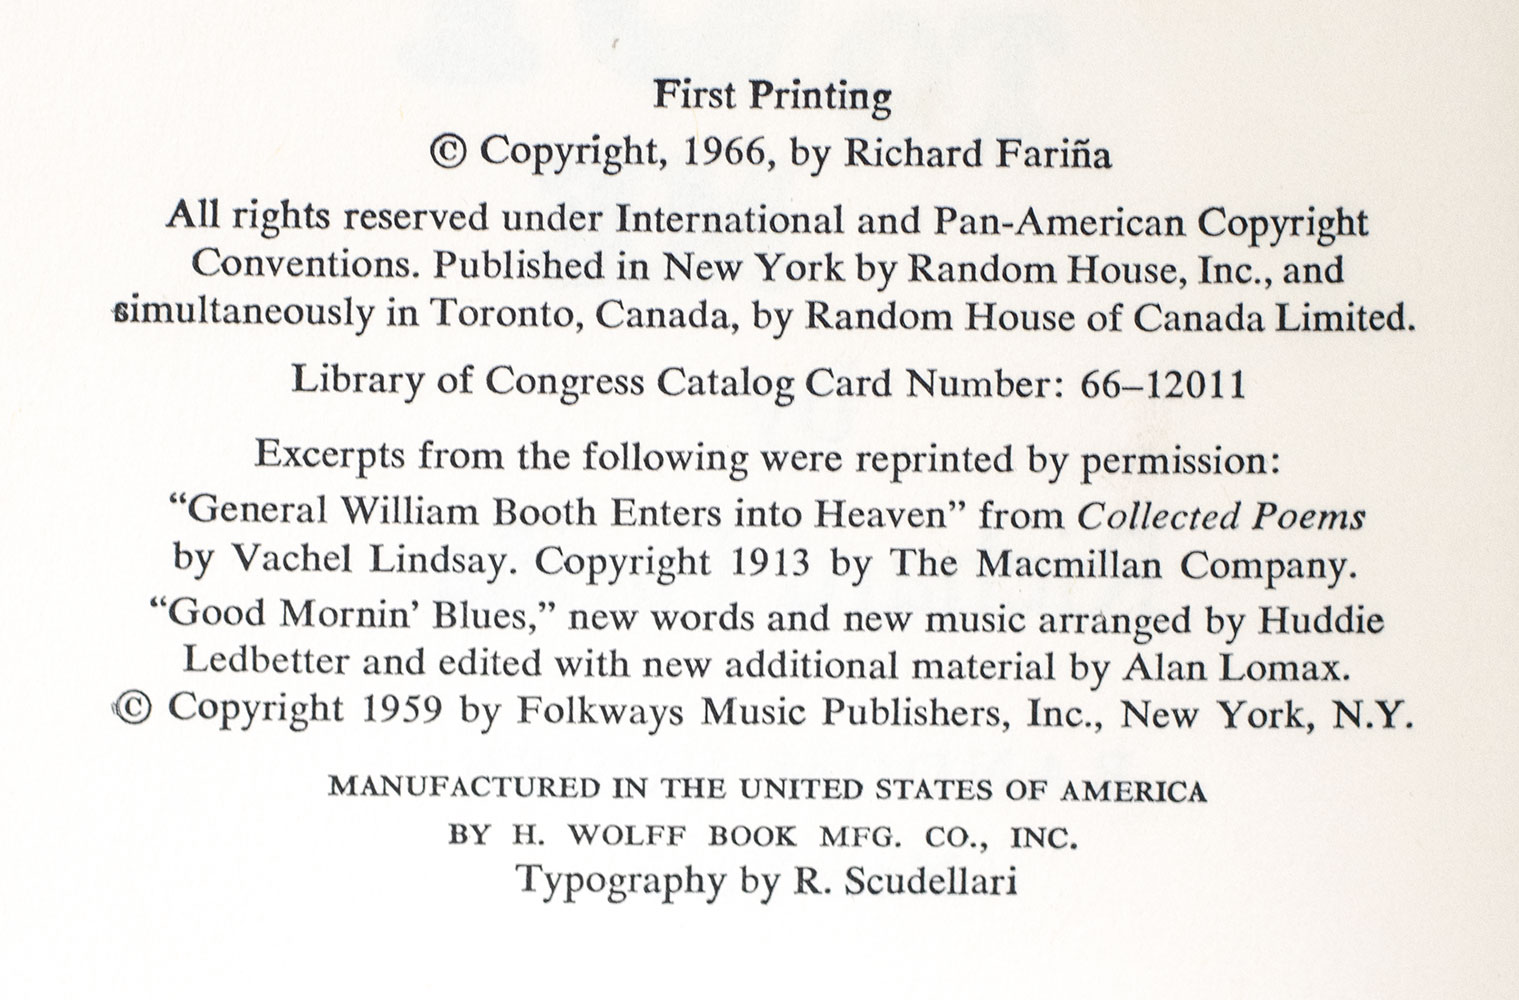 First Printing
© Copyright, 1966, by Richard Fariña
All rights reserved under International and Pan-American Copyright
Conventions. Published in New York by Random House, Inc., and
simultaneously in Toronto, Canada, by Random House of Canada Limited.
Library of Congress Catalog Card Number: 66–12011
Excerpts from the following were reprinted by permission:
“General William Booth Enters into Heaven” from Collected Poems
by Vachel Lindsay. Copyright 1913 by The Macmillan Company.
“Good Mornin’ Blues,” new words and new music arranged by Huddie
Ledbetter and edited with new additional material by Alan Lomax.
© Copyright 1959 by Folkways Music Publishers, Inc., New York, N.Y.
MANUFACTURED IN THE UNITED STATES OF AMERICA
BY H. WOLFF BOOK MFG. CO., INC.
Typography by R. Scudellari